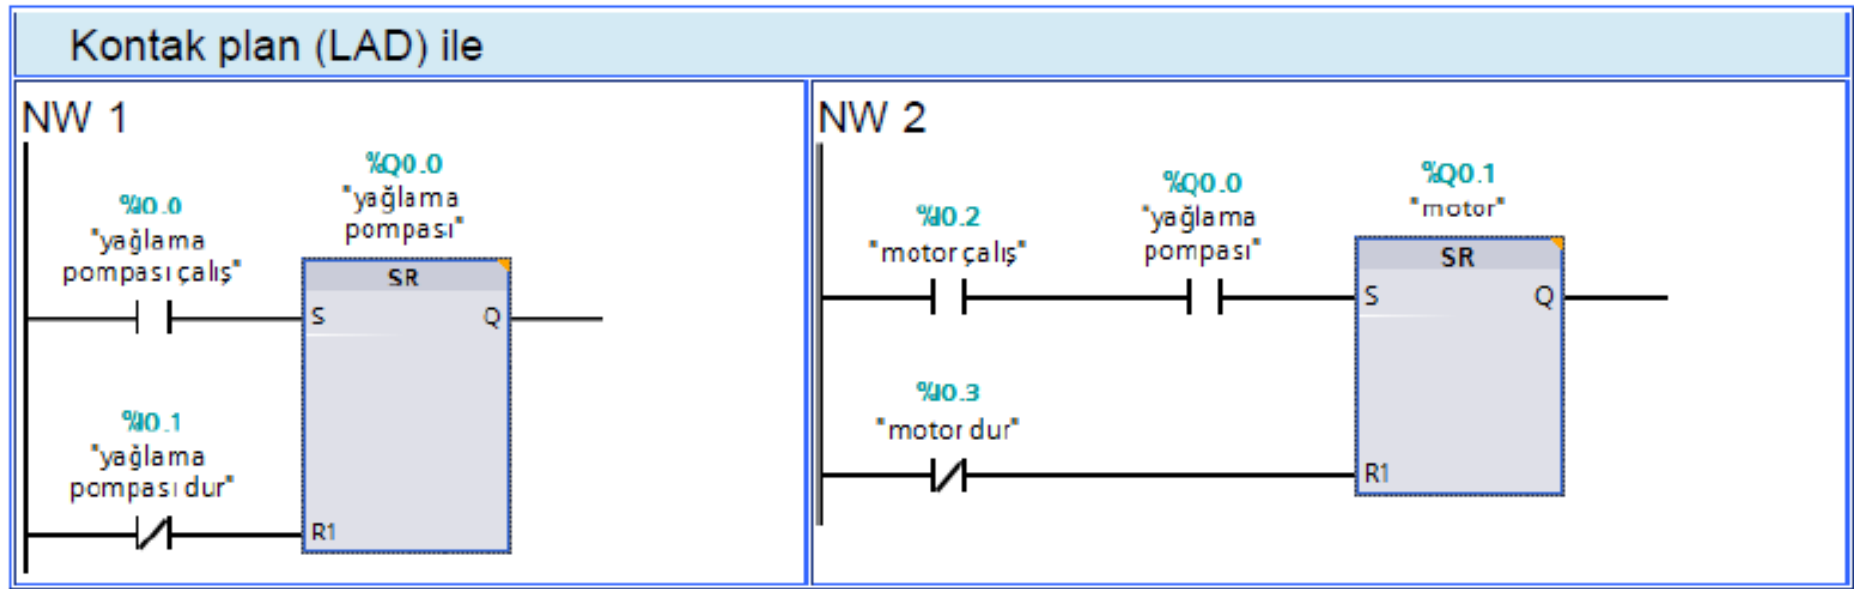 Kontak plan (LAD) ile
NW 1
%Q0.0
"yağlama
pompası"
%I0.0
"yağlama
pompası çalış"
SR
S
Q
%I0.1
"yağlama
pompası dur"
R1
NW 2
%Q0.1
"motor"
%Q0.0
"yağlama
pompası"
%I0.2
"motor çalış"
SR
S
Q
%I0.3
"motor dur"
R1